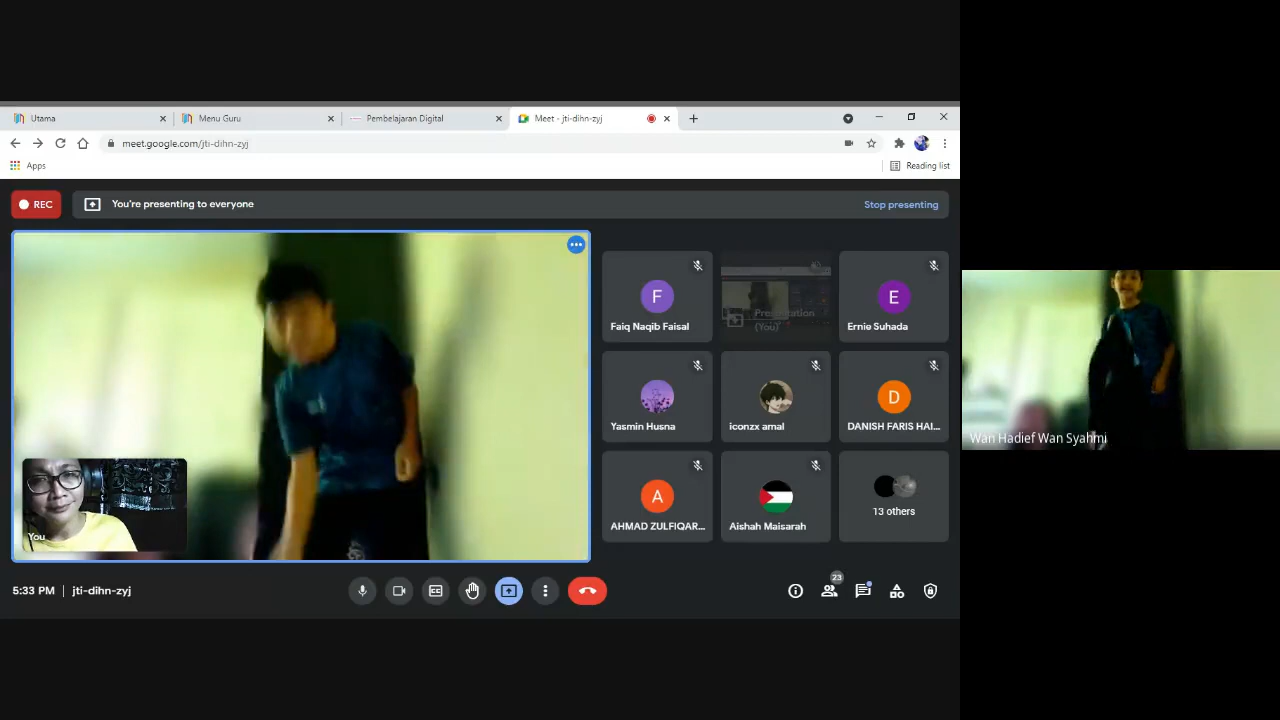 Utama
Menu Guru
Pembelajaran Digital
Meet - jti-dihn-zyj
meet.google.com/jti-dihn-zyj
Apps
Reading list
REC
You're presenting to everyone
Stop presenting
Faiq Naqib Faisal
Presentation
(You)
Ernie Suhada
Yasmin Husna
iconzx amal
DANISH FARIS HAI...
AHMAD ZULFIQAR...
Aishah Maisarah
13 others
F
E
D
A
You
Wan Hadief Wan Syahmi
5:33 PM | jti-dihn-zyj
23